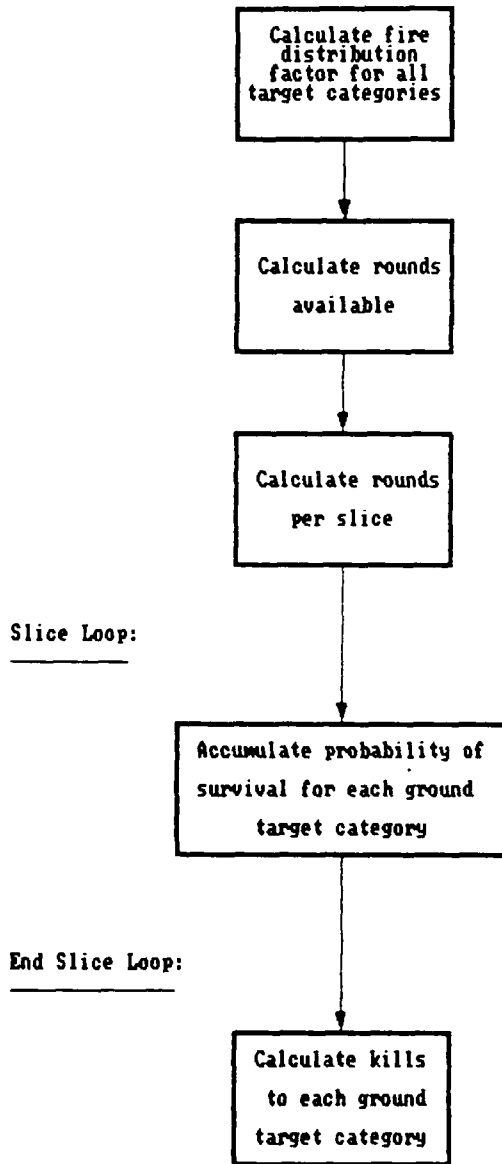 Calculate fire
distribution
factor for all
target categories
Calculate rounds
available
Calculate rounds
per slice
Slice Loop:
Accumulate probability of
survival for each ground
target category
End Slice Loop:
Calculate kills
to each ground
target category